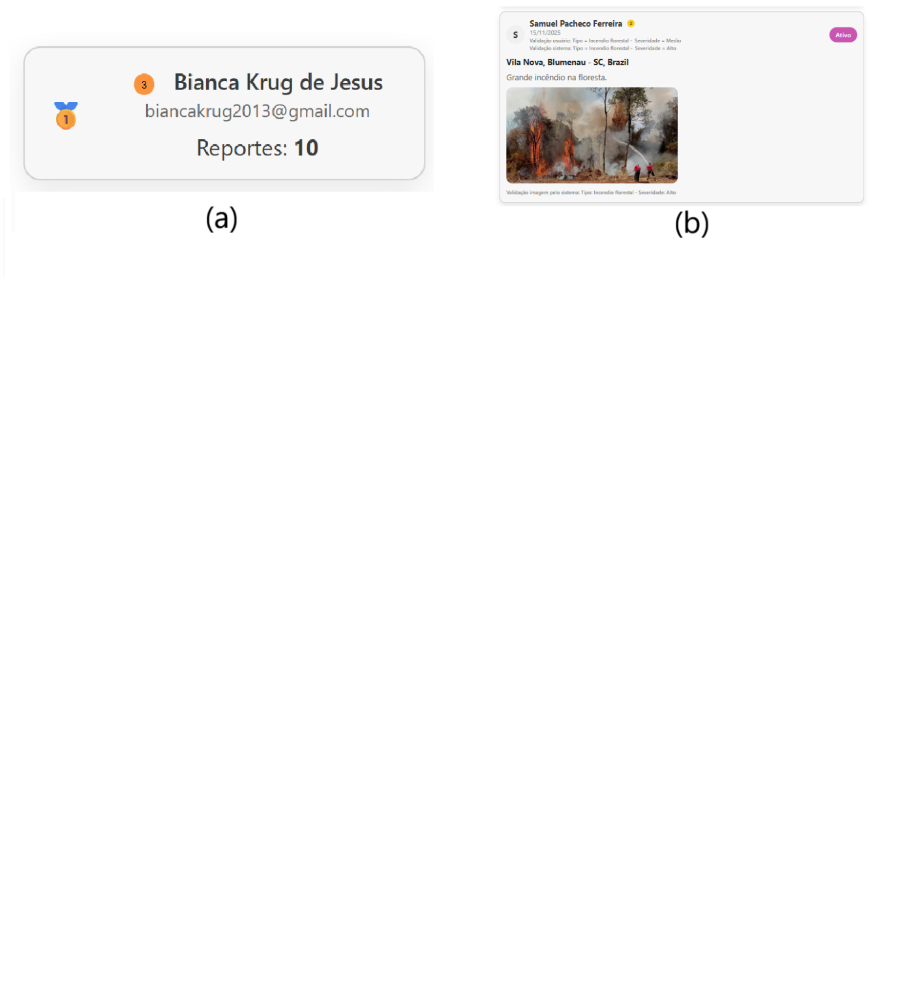 3 Bianca Krug de Jesus
biancakrug2013@gmail.com
1
Reportes: 10
(a)
Samuel Pacheco Ferreira 2
S
15/11/2025
Ativo
Validação usuário: Tipo = Incendio florestal - Severidade = Medio
Validação sistema: Tipo = Incendio florestal - Severidade = Alto
Vila Nova, Blumenau - SC, Brazil
Grande incêndio na floresta.
Validação imagem pelo sistema: Tipo: Incendio florestal - Severidade: Alto
(b)